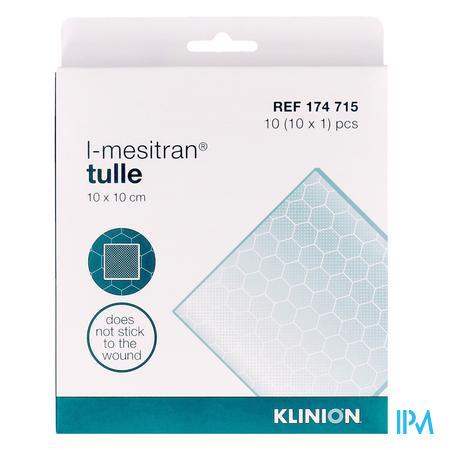 REF 174 715
10 (10 x 1) pcs
l-mesitran®
tulle
10 x 10 cm
does
not stick
to the
wound
KLINION
IPM